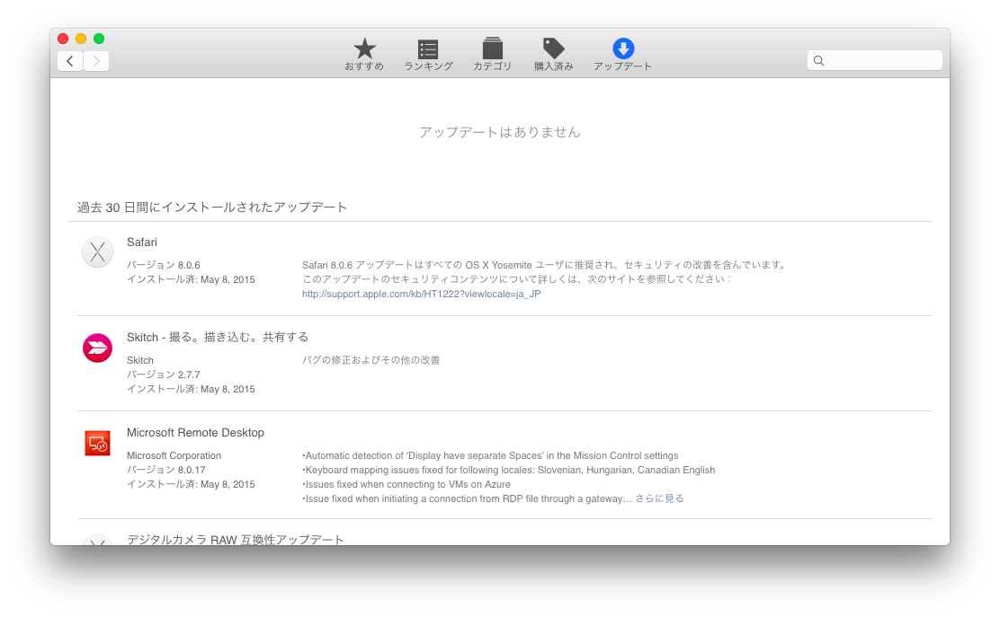 おすすめ
ランキング
カテゴリ
購入済み
アップデート
アップデートはありません
過去 30 日間にインストールされたアップデート
Safari
バージョン 8.0.6
インストール済: May 8, 2015
Safari 8.0.6 アップデートはすべての OS X Yosemite ユーザに推奨され、セキュリティの改善を含んでいます。
このアップデートのセキュリティコンテンツについて詳しくは、次のサイトを参照してください：
http://support.apple.com/kb/HT1222?viewlocale=ja_JP
Skitch - 撮る。描き込む。共有する
Skitch
バージョン 2.7.7
インストール済: May 8, 2015
バグの修正およびその他の改善
Microsoft Remote Desktop
Microsoft Corporation
バージョン 8.0.17
インストール済: May 8, 2015
•Automatic detection of ‘Display have separate Spaces’ in the Mission Control settings
•Keyboard mapping issues fixed for following locales: Slovenian, Hungarian, Canadian English
•Issues fixed when connecting to VMs on Azure
•Issue fixed when initiating a connection from RDP file through a gateway… さらに見る
デジタルカメラ RAW 互換性アップデート